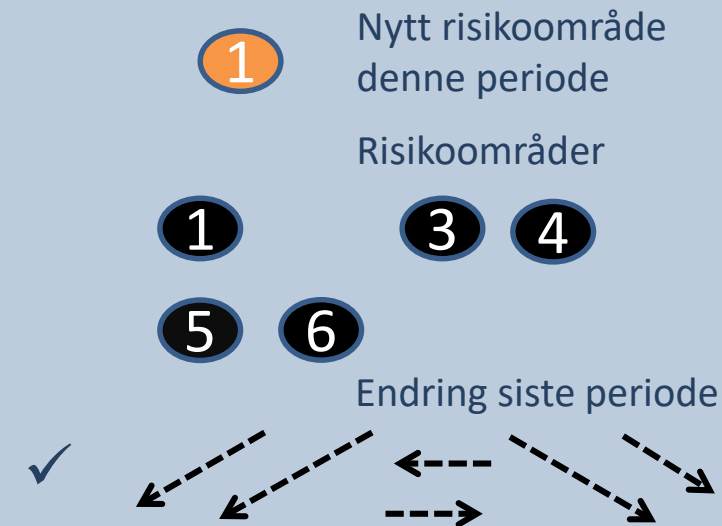 1
Nytt risikoområde
denne periode
Risikoområder
1 3 4
5 6
Endring siste periode
✓